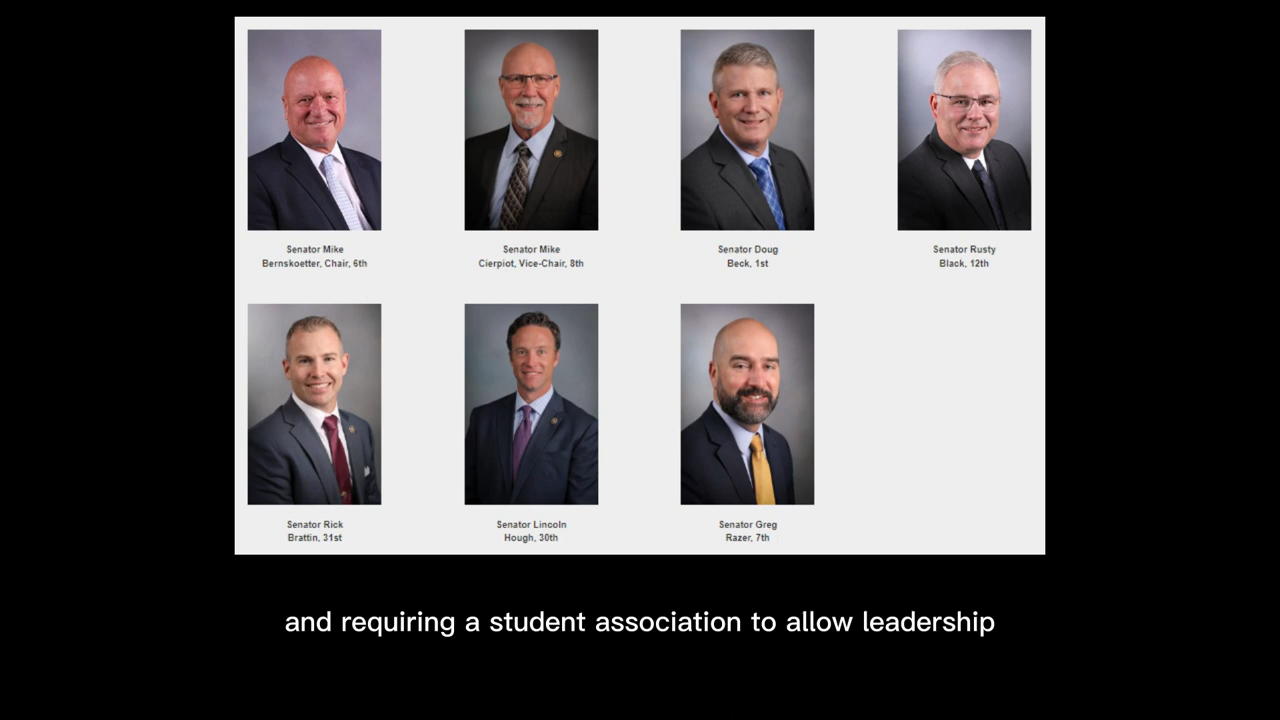 Senator Mike
Bernskoetter, Chair, 6th
Senator Mike
Cierpiot, Vice-Chair, 8th
Senator Doug
Beck, 1st
Senator Rusty
Black, 12th
Senator Rick
Brattin, 31st
Senator Lincoln
Hough, 30th
Senator Greg
Razer, 7th
and requiring a student association to allow leadership